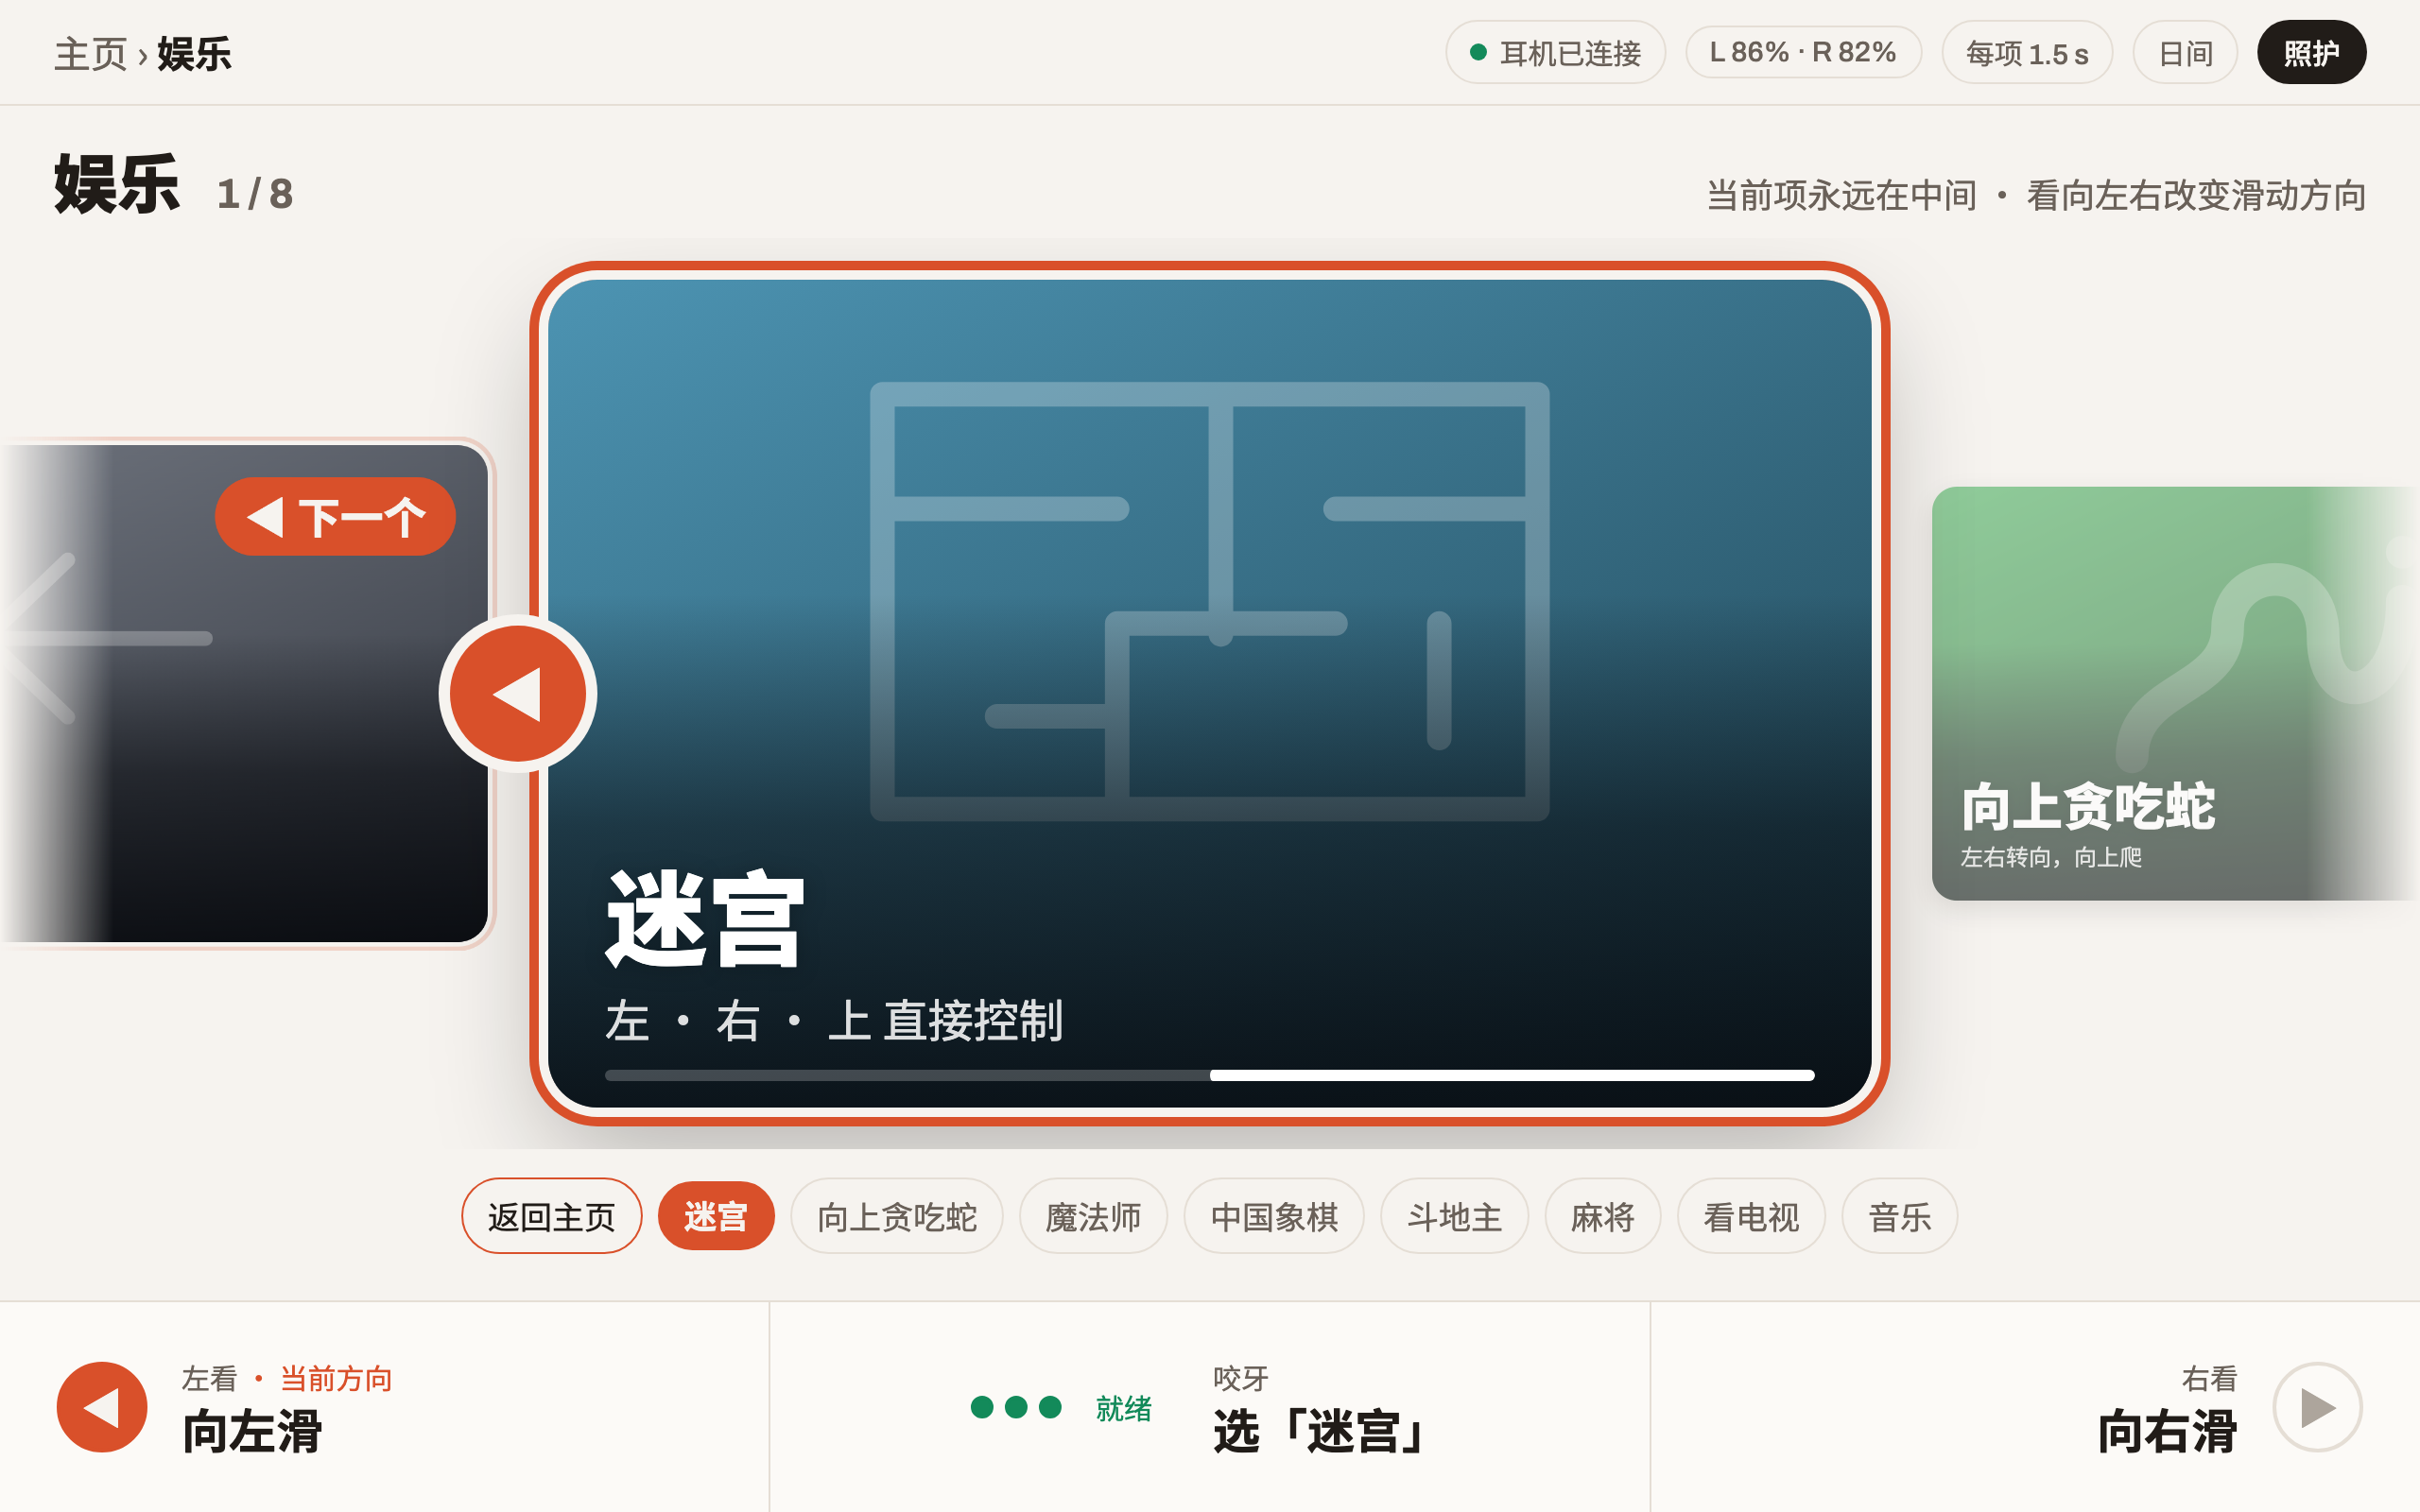 主页 › 娱乐
耳机已连接
L 86% · R 82%
每项 1.5 s
日间
照护
娱乐 1 / 8
当前项永远在中间 · 看向左右改变滑动方向
下一个
迷宫
左 · 右 · 上 直接控制
向上贪吃蛇
左右转向，向上爬
返回主页
迷宫
向上贪吃蛇
魔法师
中国象棋
斗地主
麻将
看电视
音乐
左看 · 当前方向
向左滑
就绪
咬牙
选「迷宫」
右看
向右滑